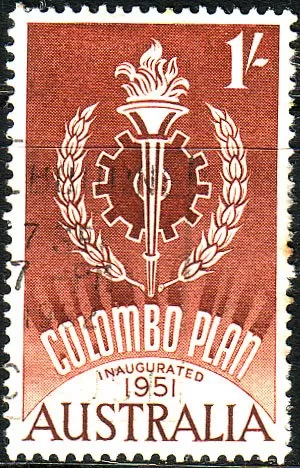 1/-
COLOMBO PLAN
INAUGURATED
1951
AUSTRALIA